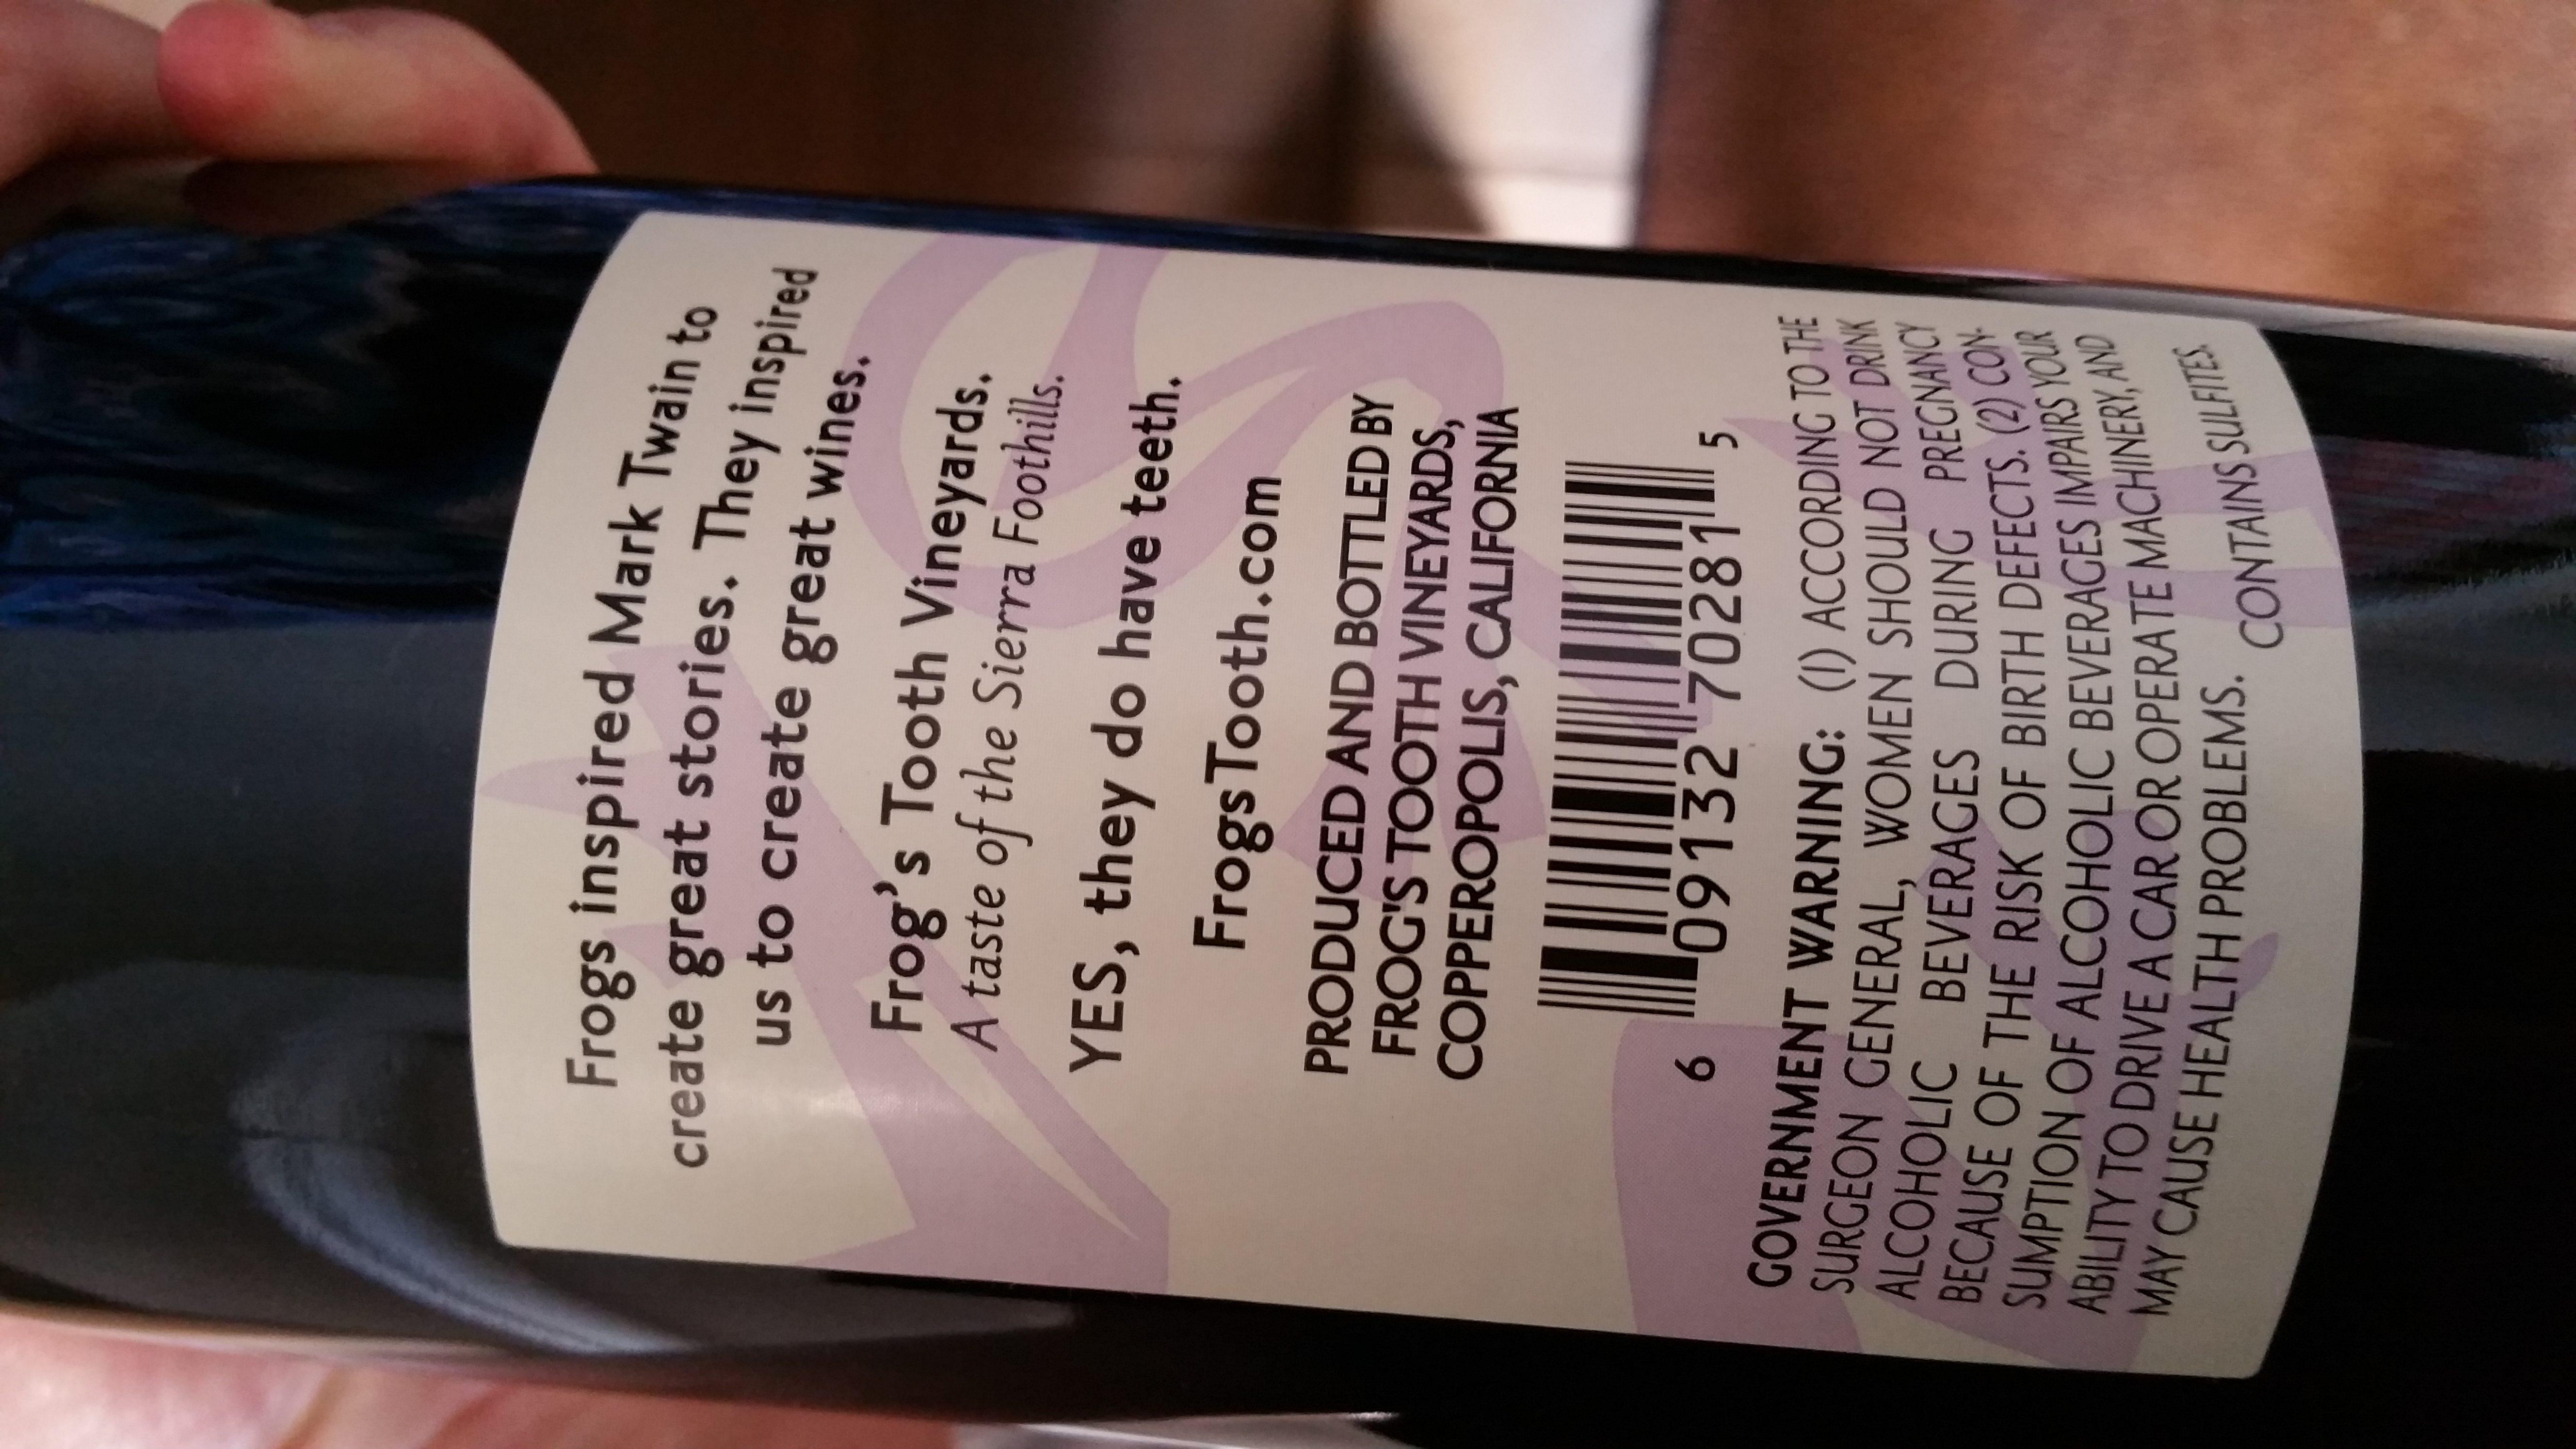 Frogs inspired Mark Twain to
create great stories. They inspired
us to create great wines.
Frog's Tooth Vineyards.
A taste of the Sierra Foothills.
YES, they do have teeth.
FrogsTooth.com
PRODUCED AND BOTTLED BY
FROG'S TOOTH VINEYARDS,
COPPEROPOLIS, CALIFORNIA
6 09132 70281 5
GOVERNMENT WARNING: (1) ACCORDING TO THE
SURGEON GENERAL, WOMEN SHOULD NOT DRINK
ALCOHOLIC BEVERAGES DURING PREGNANCY
BECAUSE OF THE RISK OF BIRTH DEFECTS. (2) CON-
SUMPTION OF ALCOHOLIC BEVERAGES IMPAIRS YOUR
ABILITY TO DRIVE A CAR OR OPERATE MACHINERY, AND
MAY CAUSE HEALTH PROBLEMS. CONTAINS SULFITES.